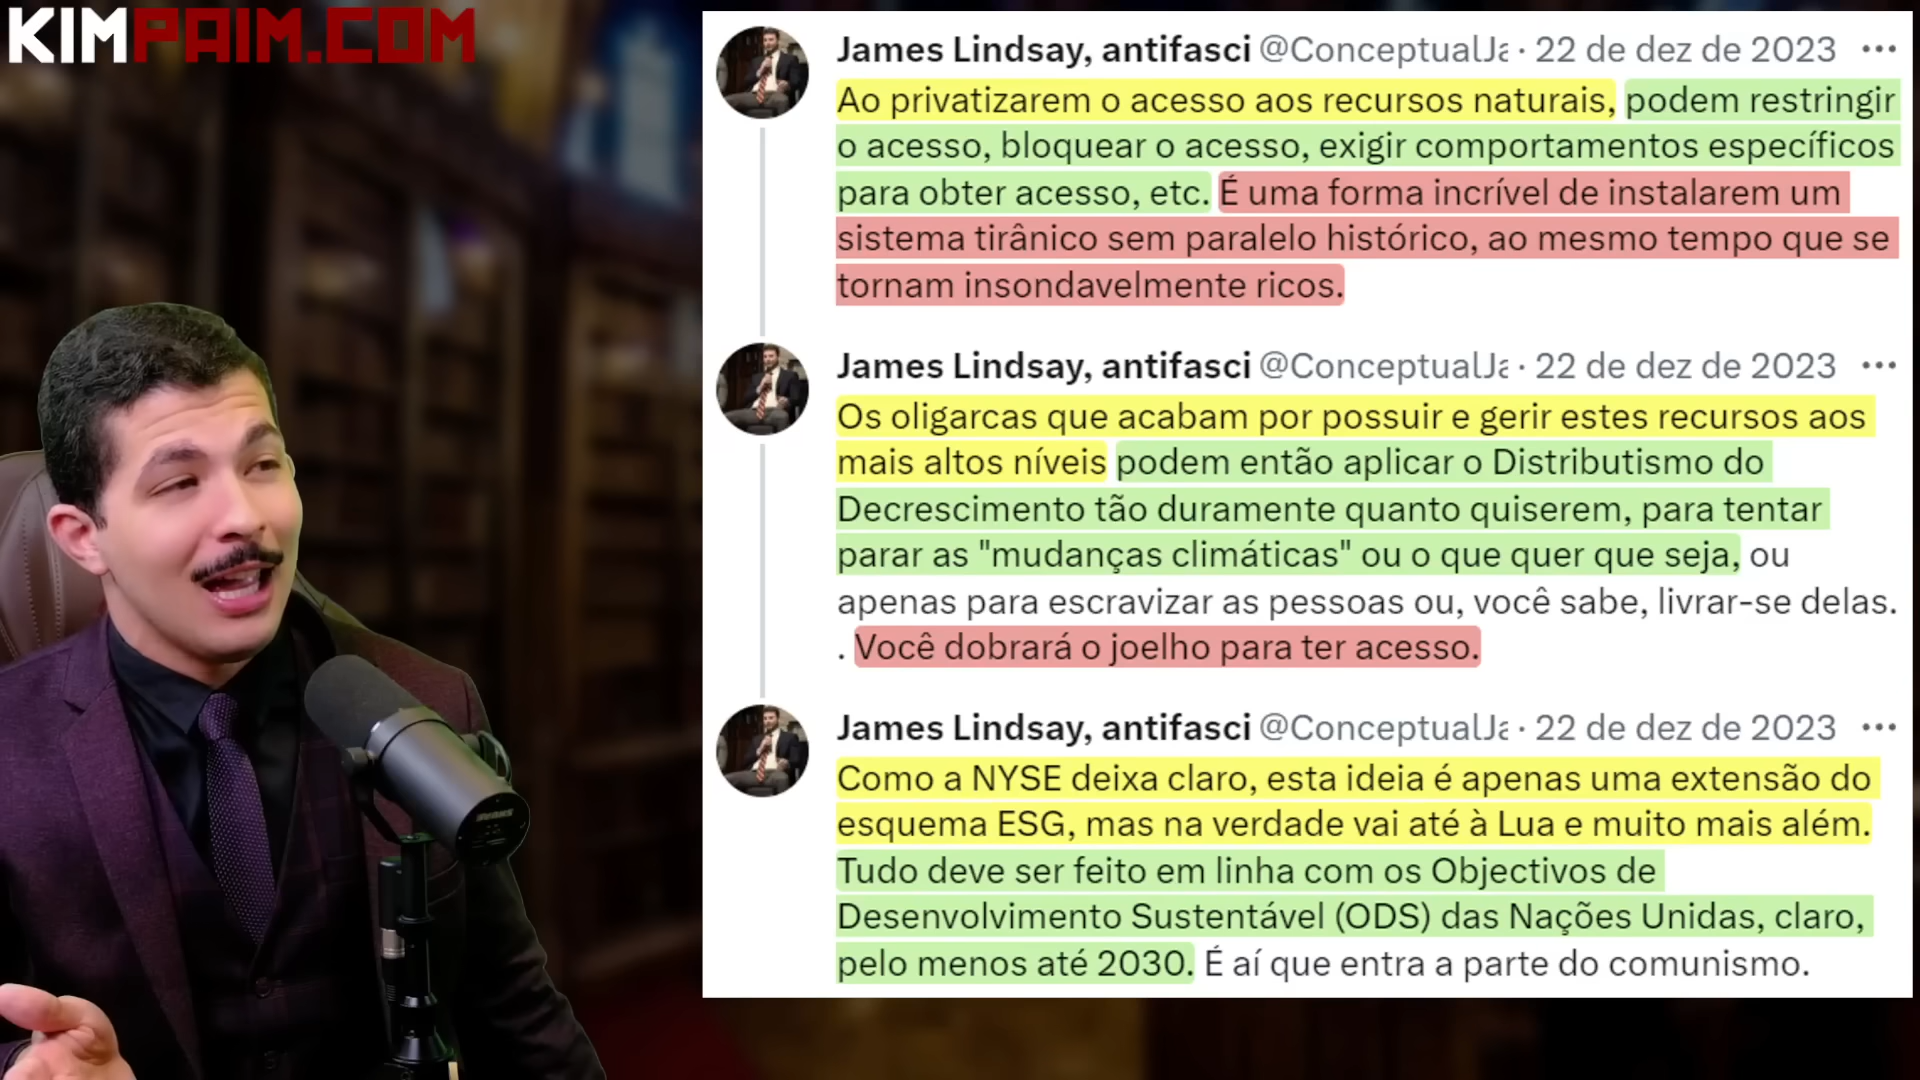 KIMPAIM.COM
James Lindsay, antifasci @ConceptualJa · 22 de dez de 2023
Ao privatizarem o acesso aos recursos naturais, podem restringir
o acesso, bloquear o acesso, exigir comportamentos específicos
para obter acesso, etc. É uma forma incrível de instalarem um
sistema tirânico sem paralelo histórico, ao mesmo tempo que se
tornam insondavelmente ricos.
James Lindsay, antifasci @ConceptualJa · 22 de dez de 2023
Os oligarcas que acabam por possuir e gerir estes recursos aos
mais altos níveis podem então aplicar o Distributismo do
Decrescimento tão duramente quanto quiserem, para tentar
parar as "mudanças climáticas" ou o que quer que seja, ou
apenas para escravizar as pessoas ou, você sabe, livrar-se delas.
. Você dobrará o joelho para ter acesso.
James Lindsay, antifasci @ConceptualJa · 22 de dez de 2023
Como a NYSE deixa claro, esta ideia é apenas uma extensão do
esquema ESG, mas na verdade vai até à Lua e muito mais além.
Tudo deve ser feito em linha com os Objectivos de
Desenvolvimento Sustentável (ODS) das Nações Unidas, claro,
pelo menos até 2030. É aí que entra a parte do comunismo.